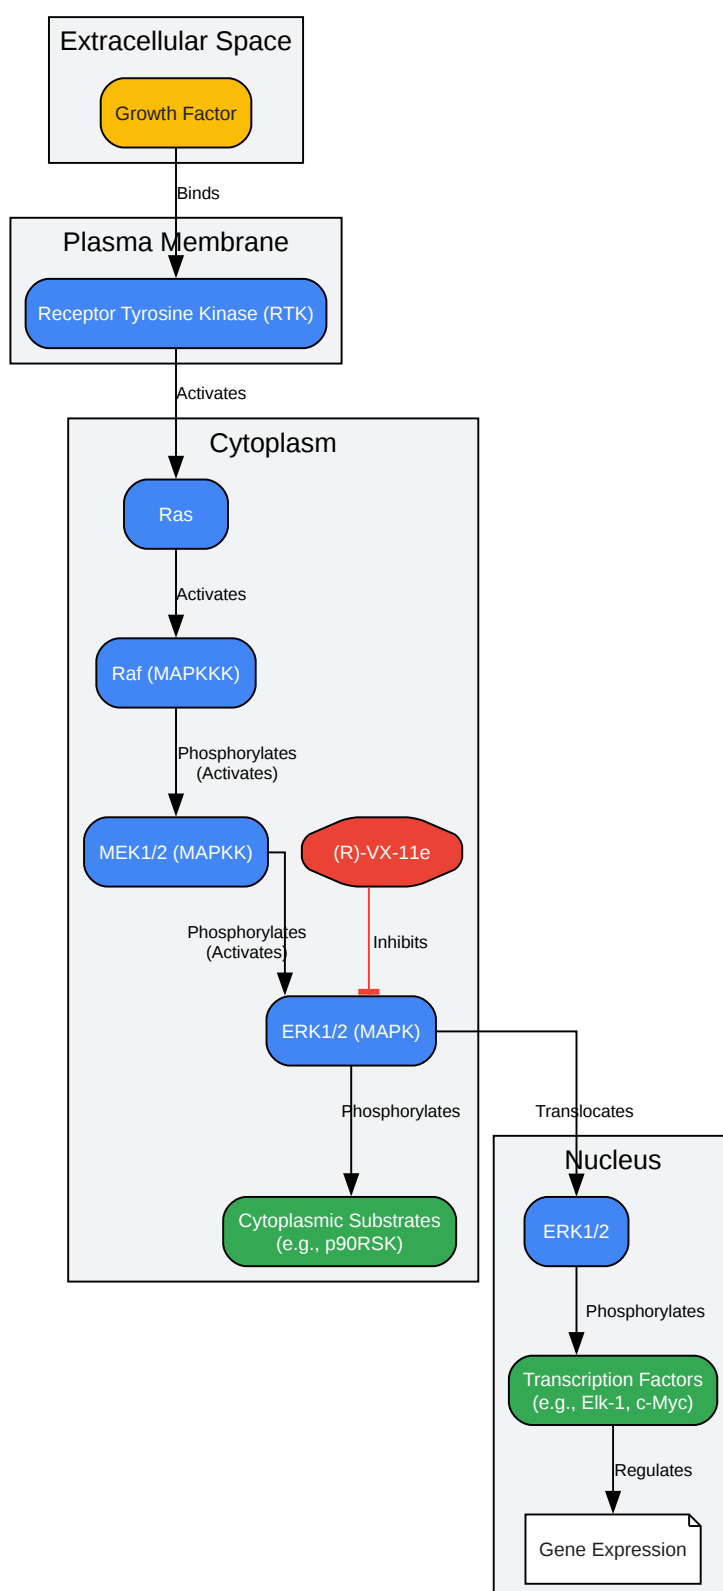 Extracellular Space
Growth Factor
Binds
Plasma Membrane
Receptor Tyrosine Kinase (RTK)
Activates
Cytoplasm
Ras
Activates
Raf (MAPKKK)
Phosphorylates
(Activates)
MEK1/2 (MAPKK)
(R)-VX-11e
Phosphorylates
(Activates)
Inhibits
ERK1/2 (MAPK)
Phosphorylates
Translocates
Nucleus
Cytoplasmic Substrates
(e.g., p90RSK)
ERK1/2
Phosphorylates
Transcription Factors
(e.g., Elk-1, c-Myc)
Regulates
Gene Expression